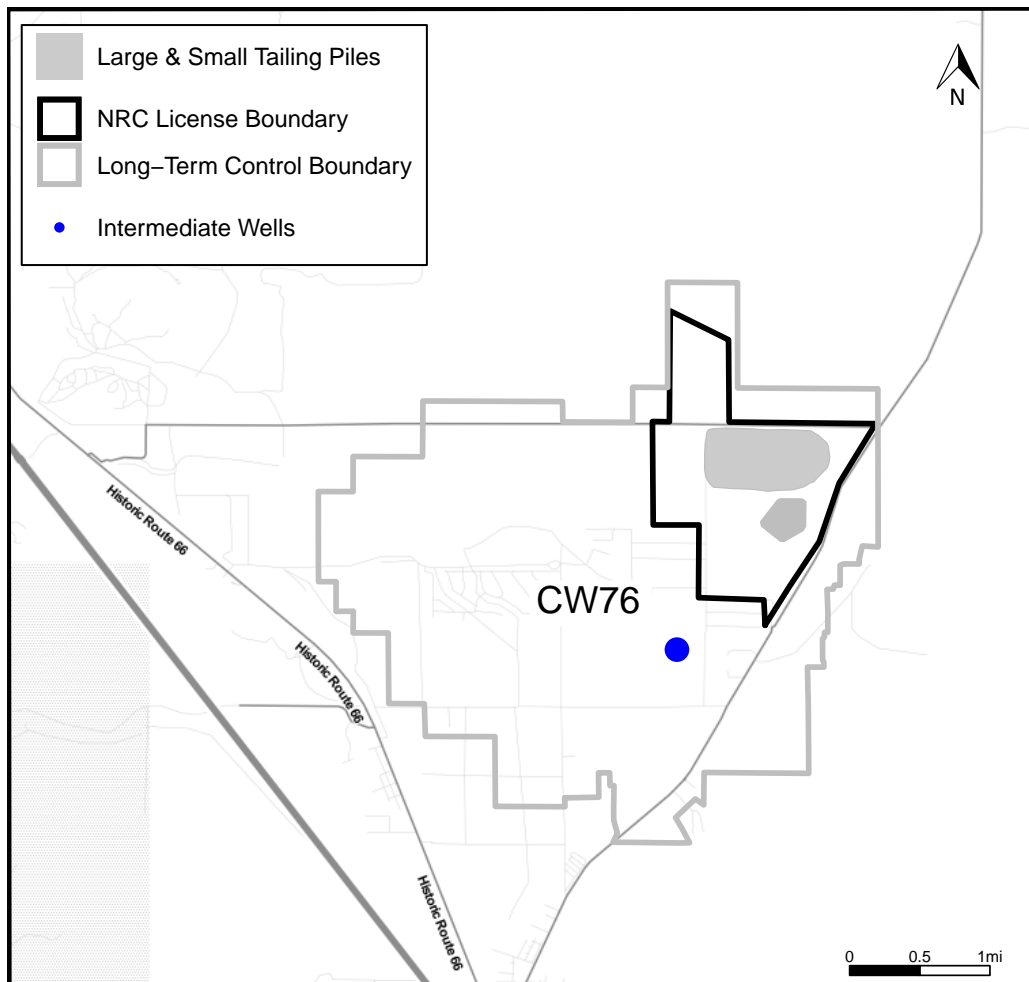 Large & Small Tailing Piles
NRC License Boundary
Long−Term Control Boundary
Intermediate Wells
N
Historic Route 66
CW76
Historic Route 66
Historic Route 66
0 0.5 1mi